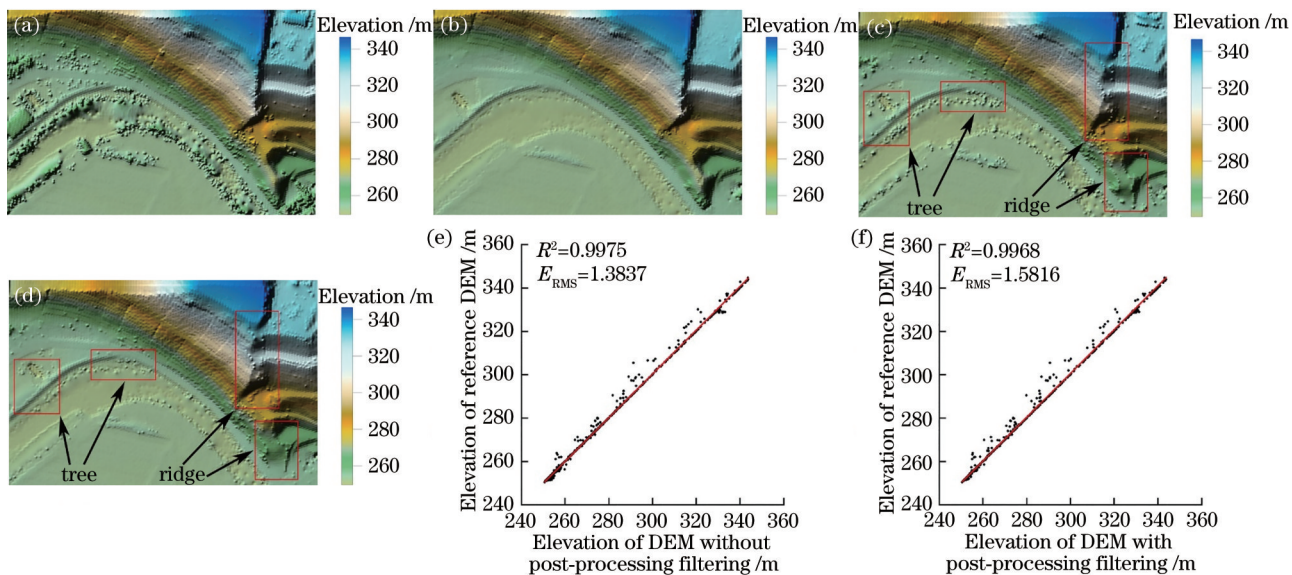 (a)
Elevation /m
340
320
300
280
260
(b)
Elevation /m
340
320
300
280
260
(c)
tree
ridge
Elevation /m
340
320
300
280
260
(d)
tree
ridge
Elevation /m
340
320
300
280
260
(e)
R²=0.9975
E_RMS=1.3837
Elevation of reference DEM /m
360
340
320
300
280
260
240
240 260 280 300 320 340 360
Elevation of DEM without
post-processing filtering /m
(f)
R²=0.9968
E_RMS=1.5816
Elevation of reference DEM /m
360
340
320
300
280
260
240
240 260 280 300 320 340 360
Elevation of DEM with
post-processing filtering /m